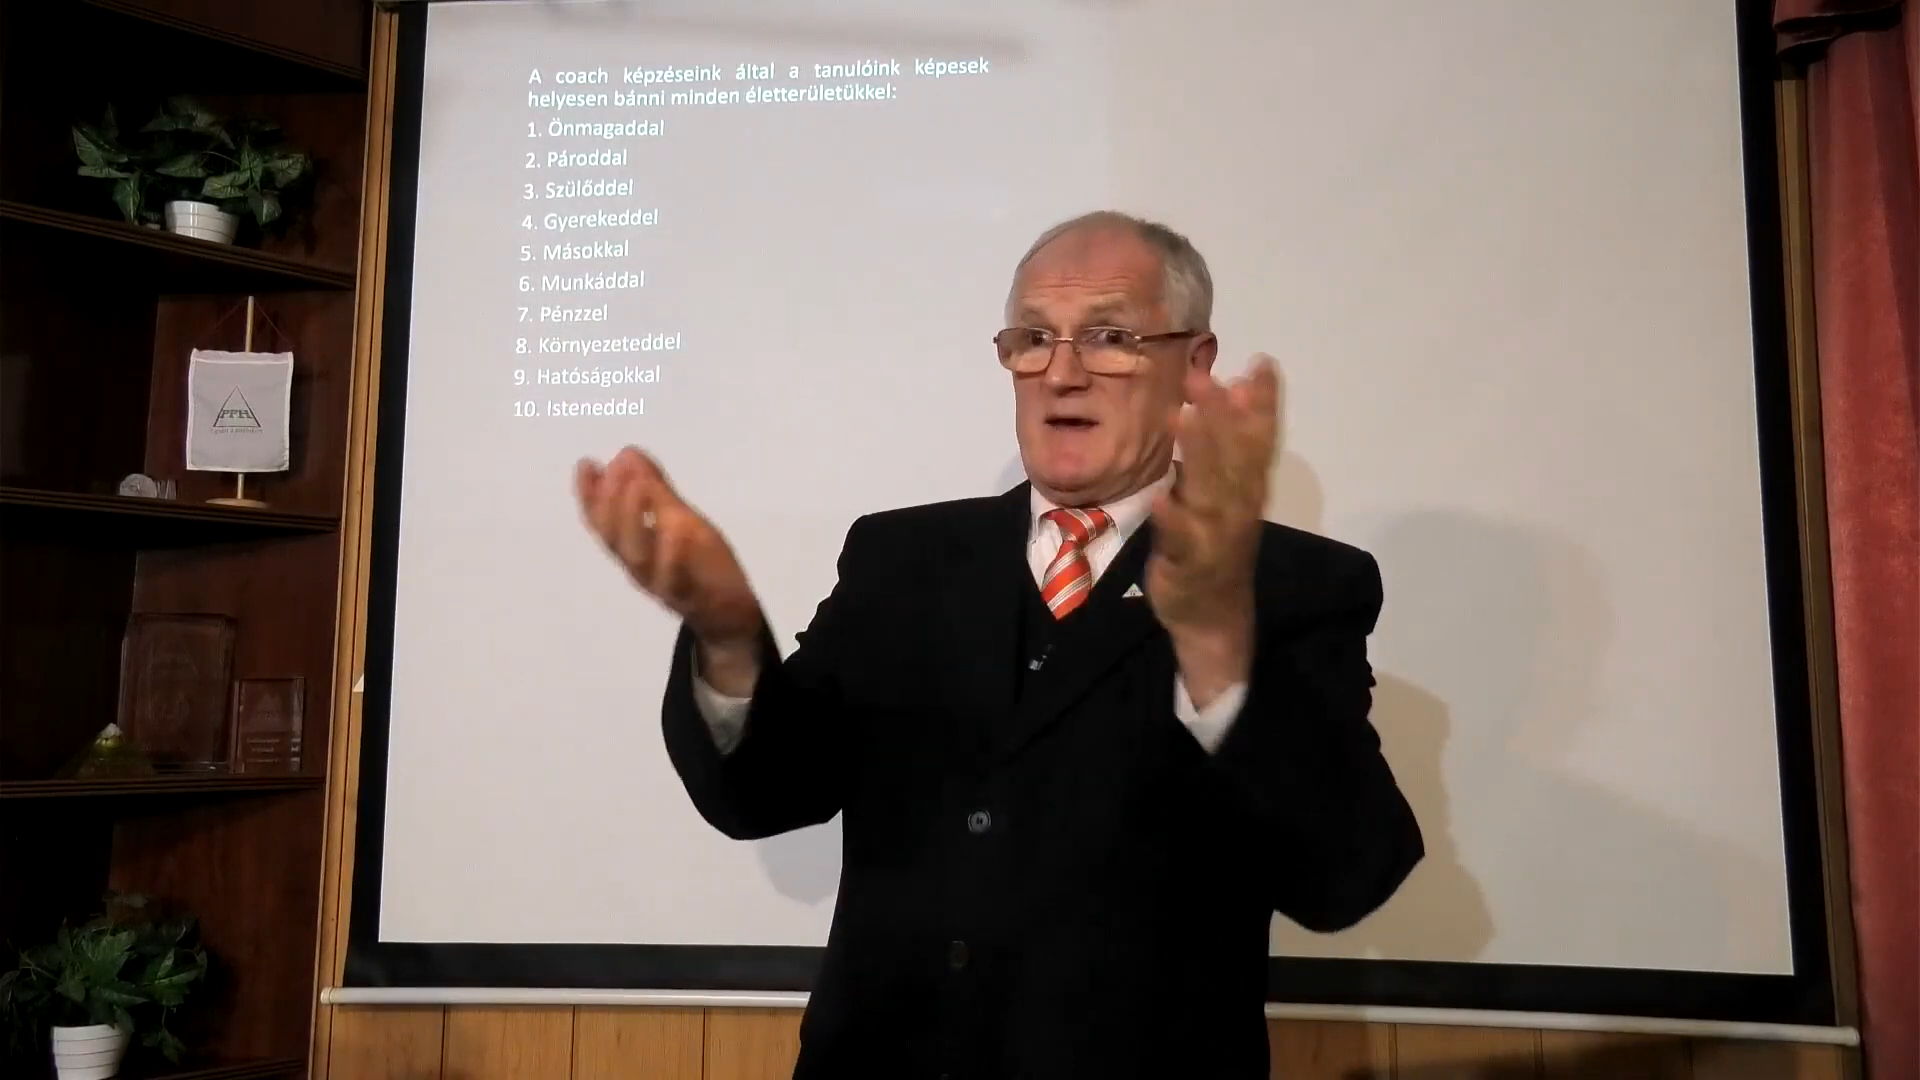 A coach képzéseink által a tanulóink képesek
helyesen bánni minden életterületükkel:
1. Önmagaddal
2. Pároddal
3. Szülőddel
4. Gyerekeddel
5. Másokkal
6. Munkáddal
7. Pénzzel
8. Környezeteddel
9. Hatóságokkal
10. Isteneddel
PPH